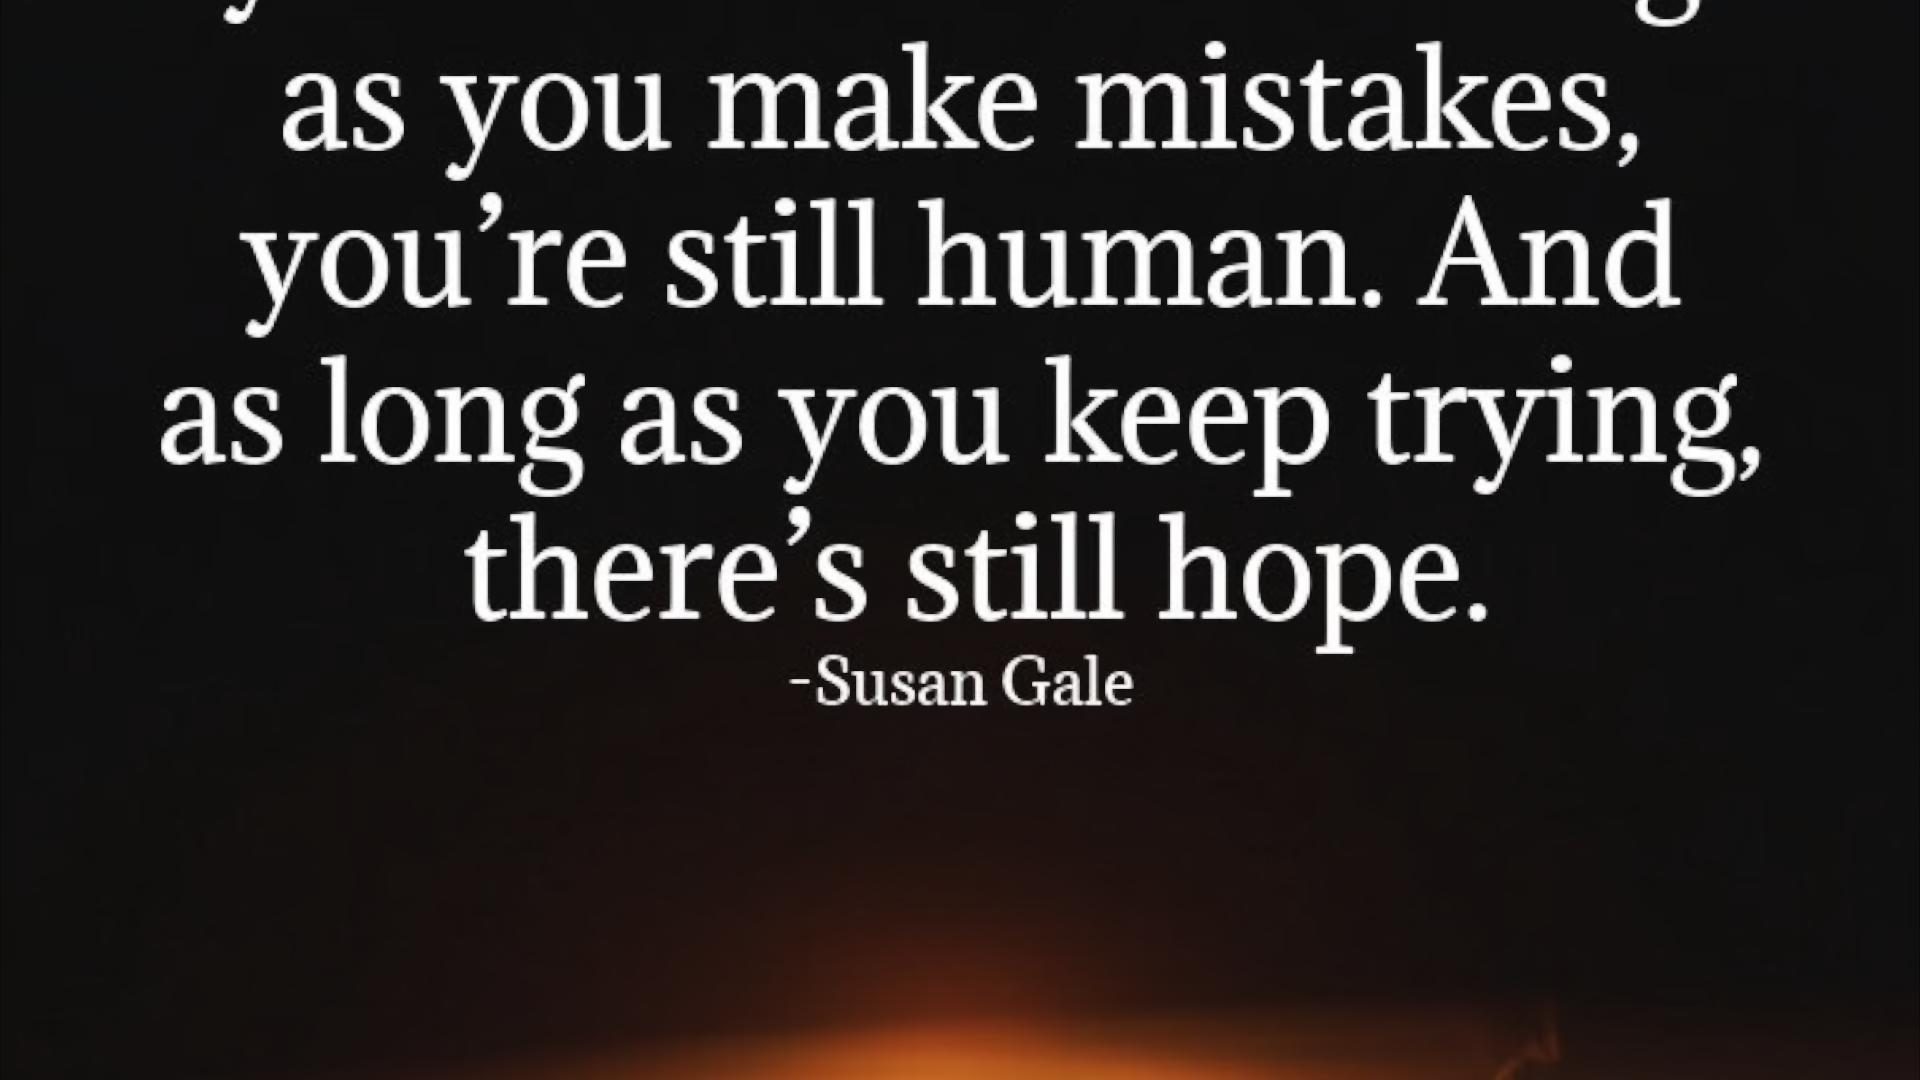 as you make mistakes,
you’re still human. And
as long as you keep trying,
there’s still hope.
-Susan Gale